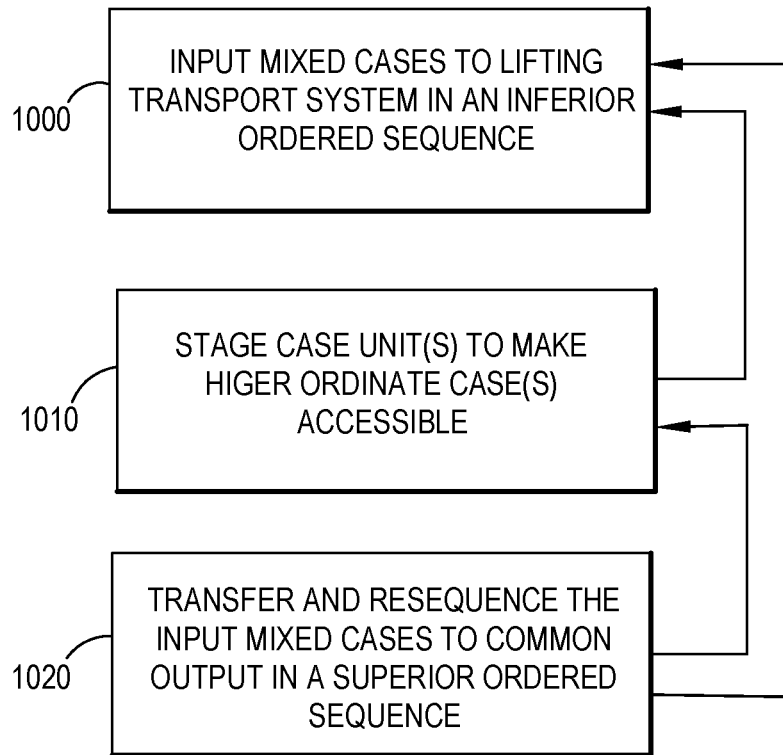 INPUT MIXED CASES TO LIFTING
TRANSPORT SYSTEM IN AN INFERIOR
ORDERED SEQUENCE
1000
STAGE CASE UNIT(S) TO MAKE
HIGER ORDINATE CASE(S)
ACCESSIBLE
1010
TRANSFER AND RESEQUENCE THE
INPUT MIXED CASES TO COMMON
OUTPUT IN A SUPERIOR ORDERED
SEQUENCE
1020